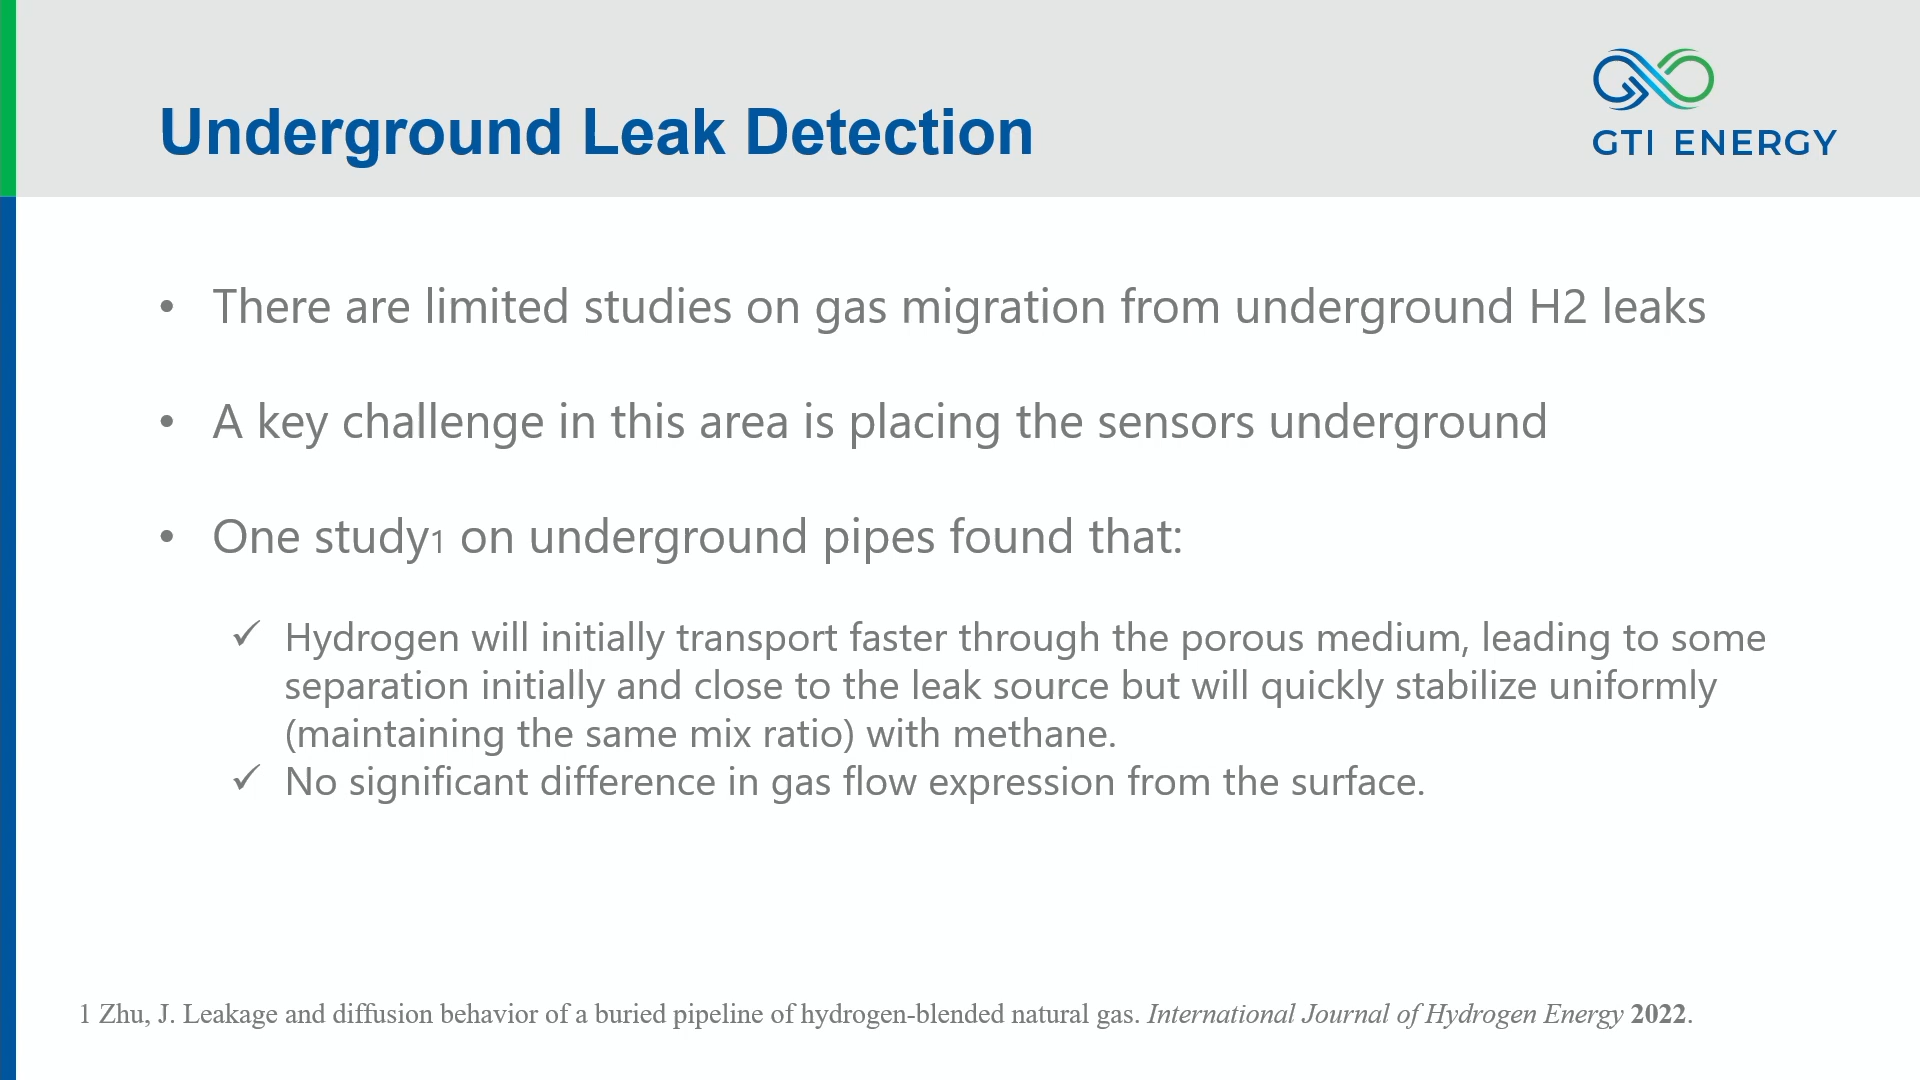 Underground Leak Detection
GTI ENERGY
• There are limited studies on gas migration from underground H2 leaks
• A key challenge in this area is placing the sensors underground
• One study1 on underground pipes found that:
✓ Hydrogen will initially transport faster through the porous medium, leading to some
separation initially and close to the leak source but will quickly stabilize uniformly
(maintaining the same mix ratio) with methane.
✓ No significant difference in gas flow expression from the surface.
1 Zhu, J. Leakage and diffusion behavior of a buried pipeline of hydrogen-blended natural gas. International Journal of Hydrogen Energy 2022.